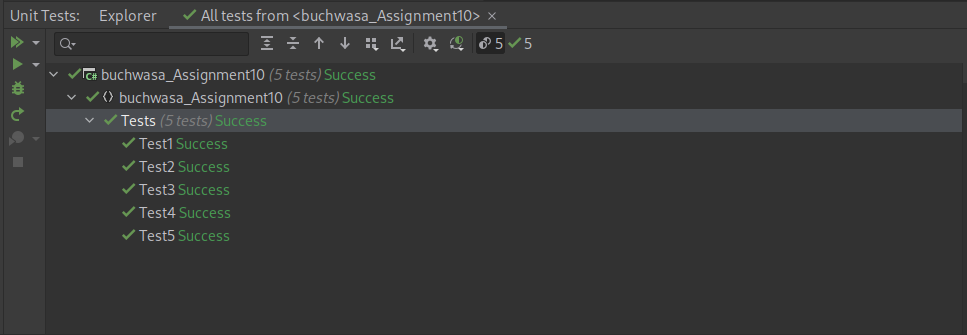 Unit Tests: Explorer All tests from <buchwasa_Assignment10> ×
5 5
C# buchwasa_Assignment10 (5 tests) Success
buchwasa_Assignment10 (5 tests) Success
Tests (5 tests) Success
Test1 Success
Test2 Success
Test3 Success
Test4 Success
Test5 Success